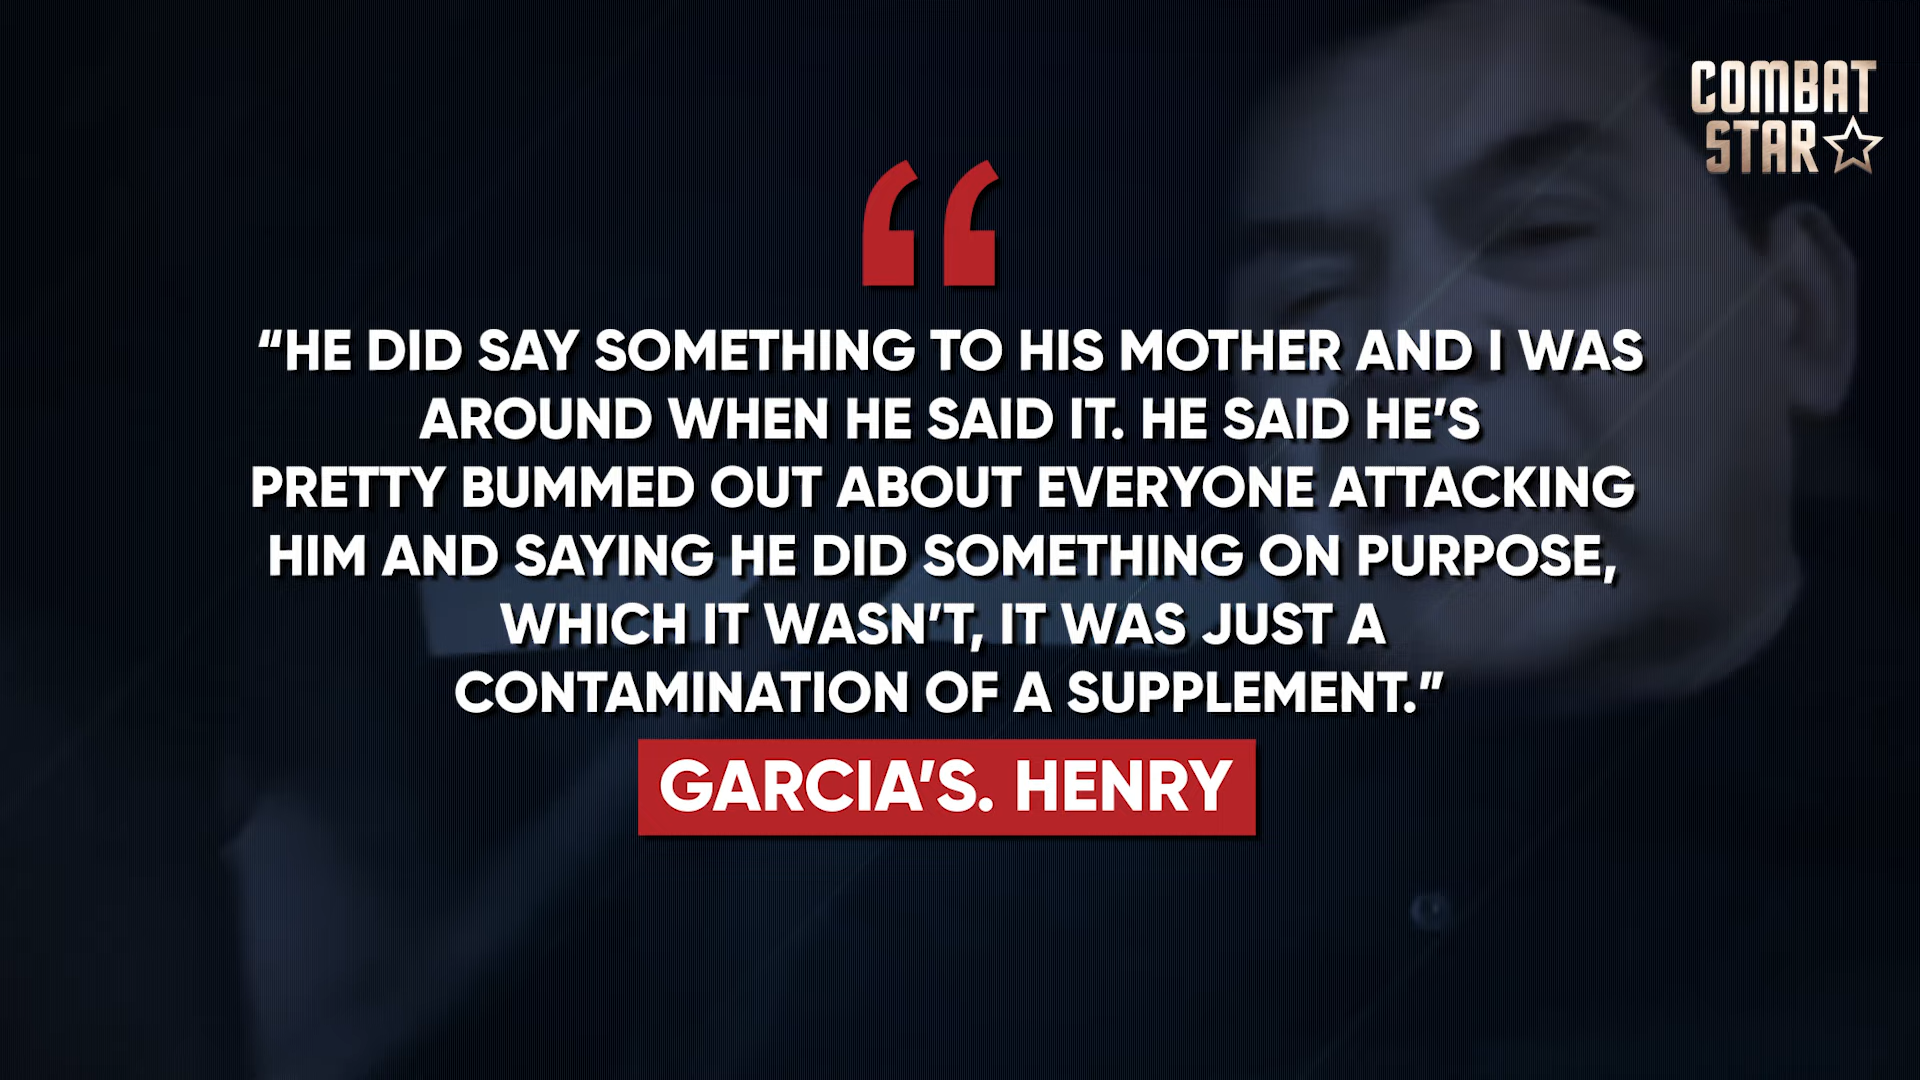 COMBAT
STAR
“HE DID SAY SOMETHING TO HIS MOTHER AND I WAS
AROUND WHEN HE SAID IT. HE SAID HE’S
PRETTY BUMMED OUT ABOUT EVERYONE ATTACKING
HIM AND SAYING HE DID SOMETHING ON PURPOSE,
WHICH IT WASN’T, IT WAS JUST A
CONTAMINATION OF A SUPPLEMENT.”
GARCIA’S. HENRY